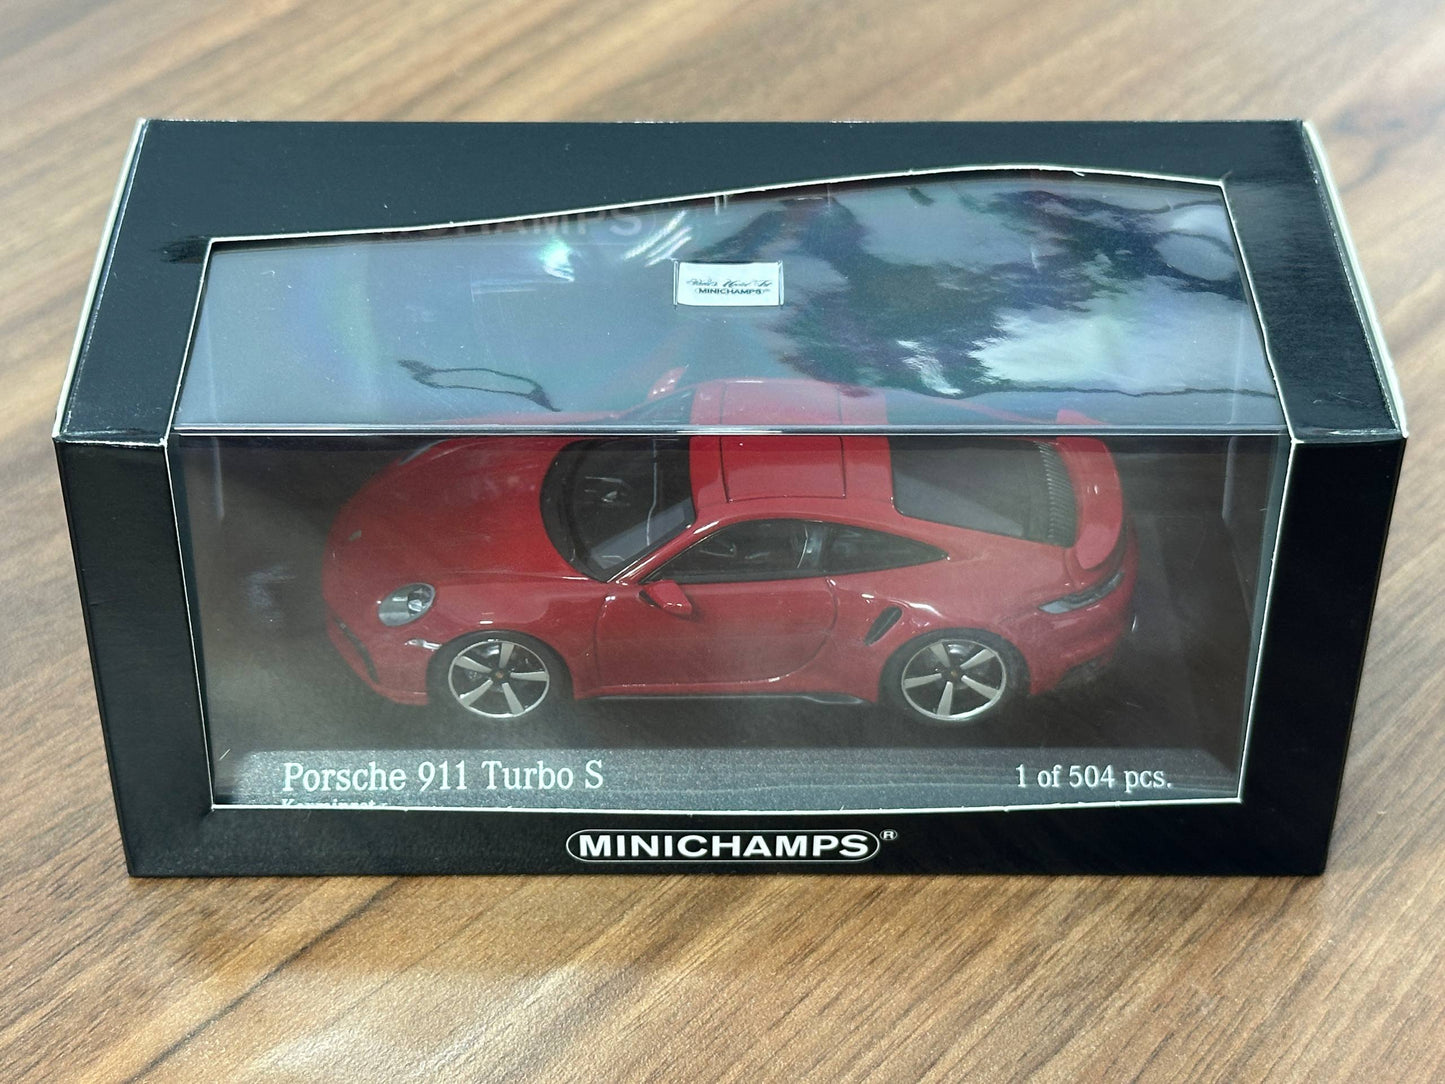 MINICHAMPS®
Porsche 911 Turbo S
1 of 504 pcs.
MINICHAMPS®